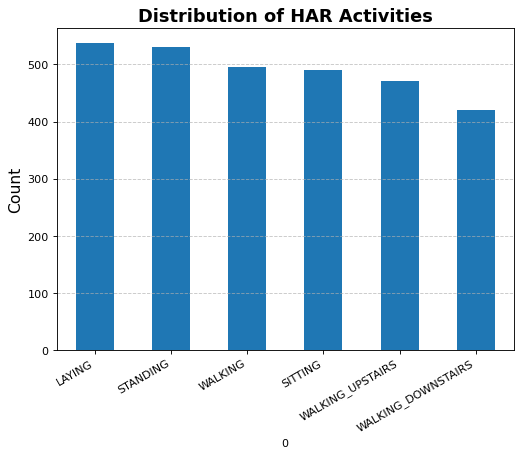 Distribution of HAR Activities
Count
500
400
300
200
100
0
LAYING
STANDING
WALKING
SITTING
WALKING_UPSTAIRS
WALKING_DOWNSTAIRS
0